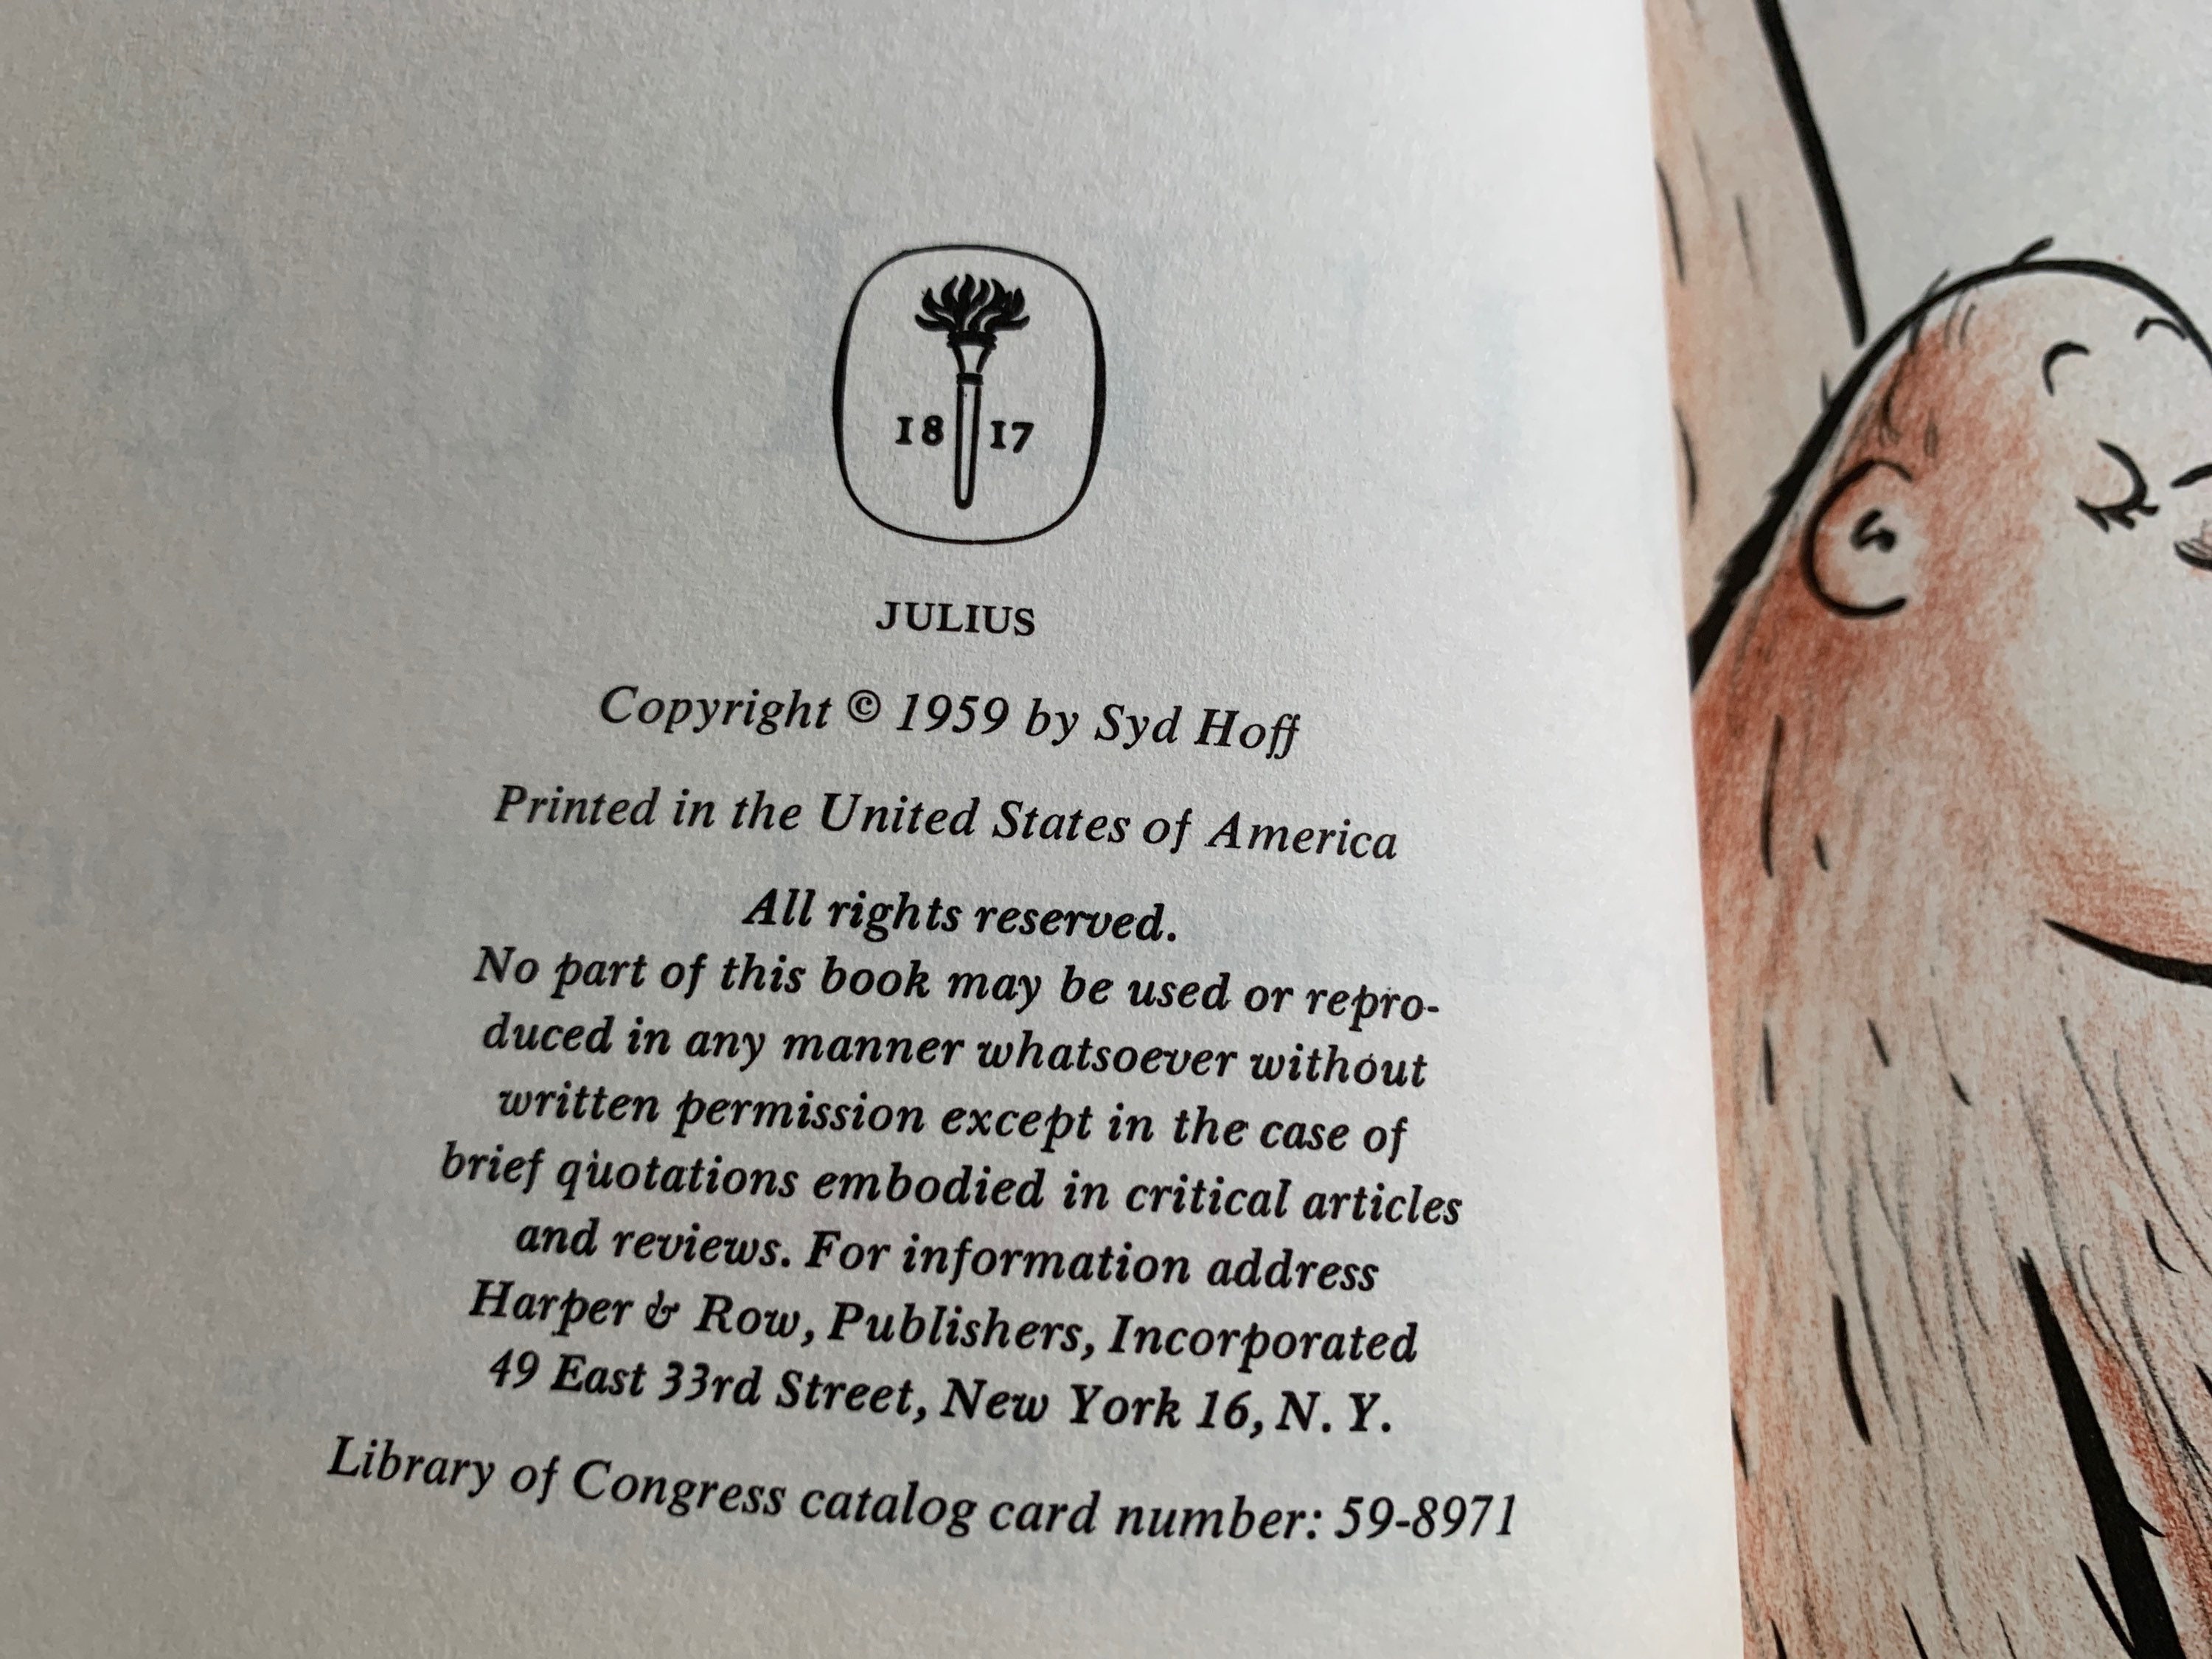 18 17
JULIUS
Copyright © 1959 by Syd Hoff
Printed in the United States of America
All rights reserved.
No part of this book may be used or repro-
duced in any manner whatsoever without
written permission except in the case of
brief quotations embodied in critical articles
and reviews. For information address
Harper & Row, Publishers, Incorporated
49 East 33rd Street, New York 16, N. Y.
Library of Congress catalog card number: 59-8971